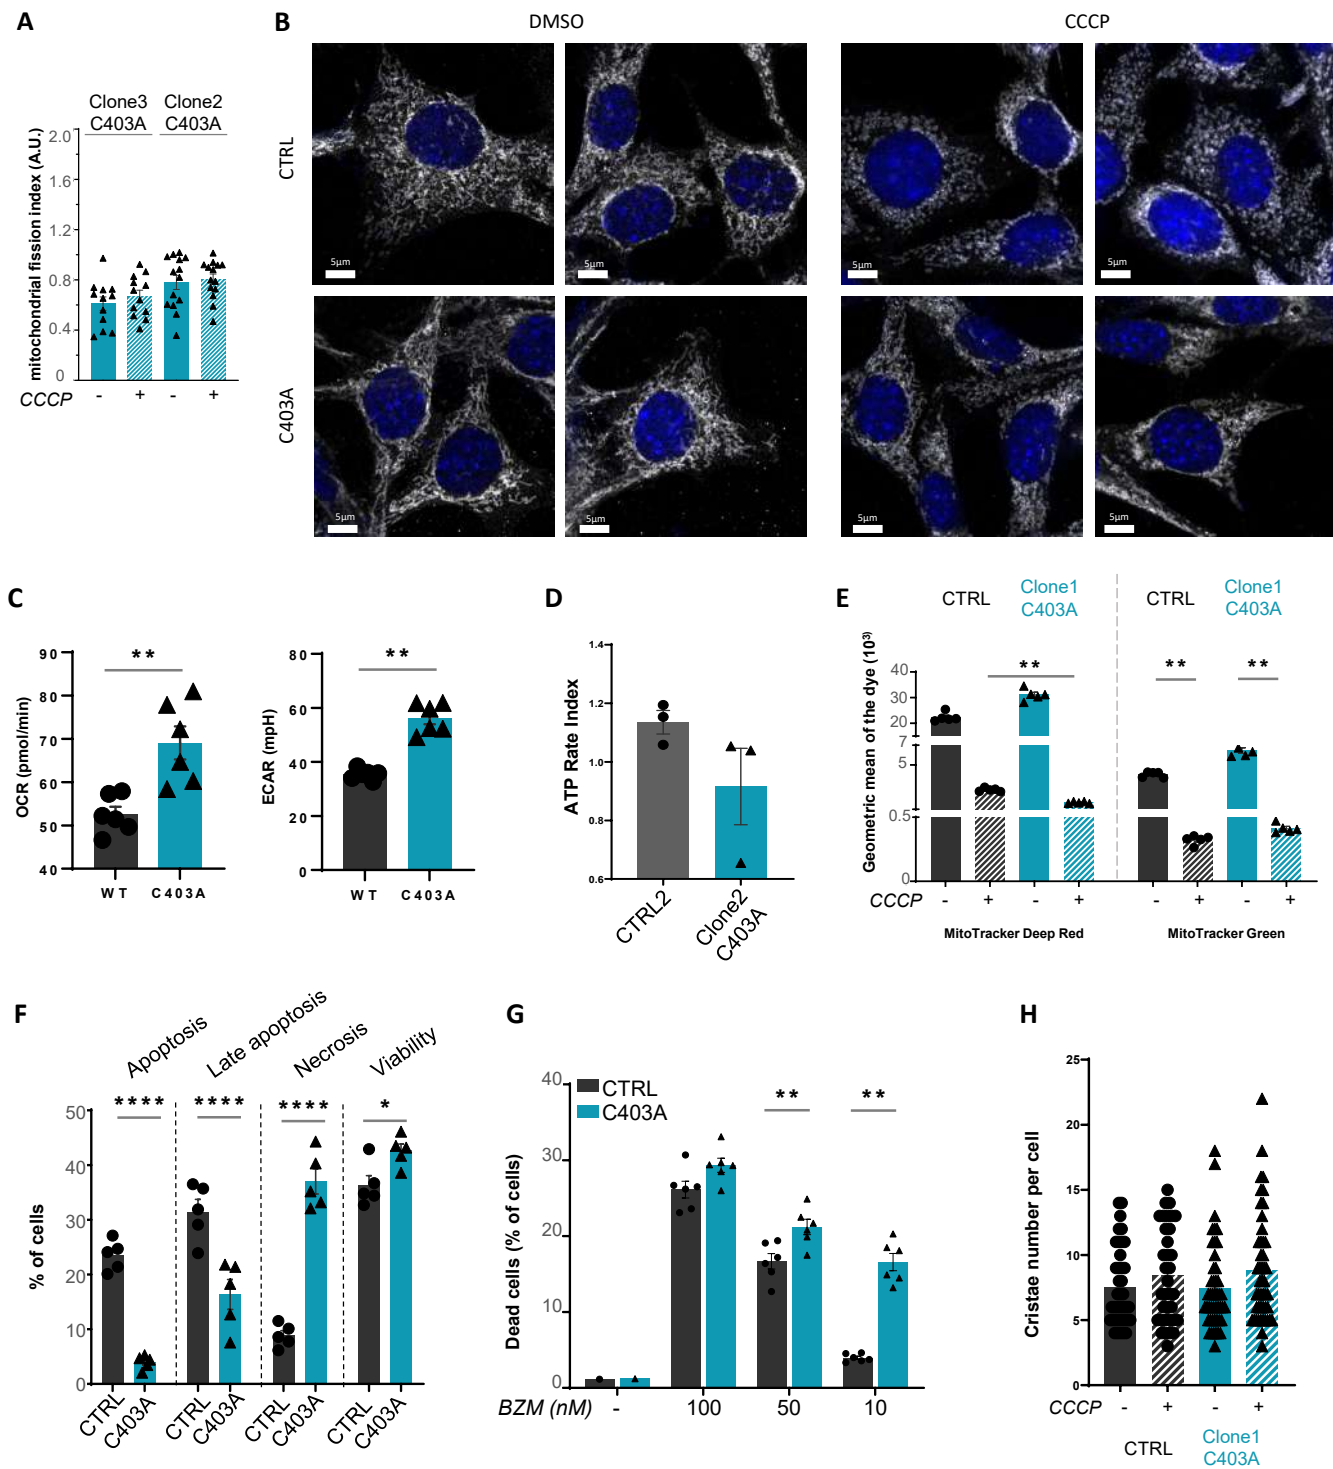 A
Clone3 Clone2
C403A C403A
mitochondrial fission index (A.U.)
2.0
1.6
1.2
0.8
0.4
0
CCCP - + - +
B
DMSO CCCP
CTRL
5µm 5µm 5µm 5µm
C403A
5µm 5µm 5µm 5µm
C
OCR (pmol/min)
90
80
70
60
50
40
**
WT C403A
ECAR (mpH)
80
60
40
20
0
**
WT C403A
D
ATP Rate Index
1.4
1.2
1.0
0.8
0.6
CTRL2
Clone2
C403A
E
CTRL Clone1 CTRL Clone1
C403A C403A
Geometric mean of the dye (10³)
40
30
20
7
5
0.5
0
** ** **
CCCP - + - + - + - +
MitoTracker Deep Red MitoTracker Green
F
Apoptosis Late apoptosis Necrosis Viability
% of cells
50
40
30
20
10
0
**** **** **** *
CTRL C403A CTRL C403A CTRL C403A CTRL C403A
G
Dead cells (% of cells)
40
30
20
10
0
CTRL
C403A
** **
BZM (nM) - 100 50 10
H
Cristae number per cell
25
20
15
10
5
0
CCCP - + - +
CTRL Clone1
C403A